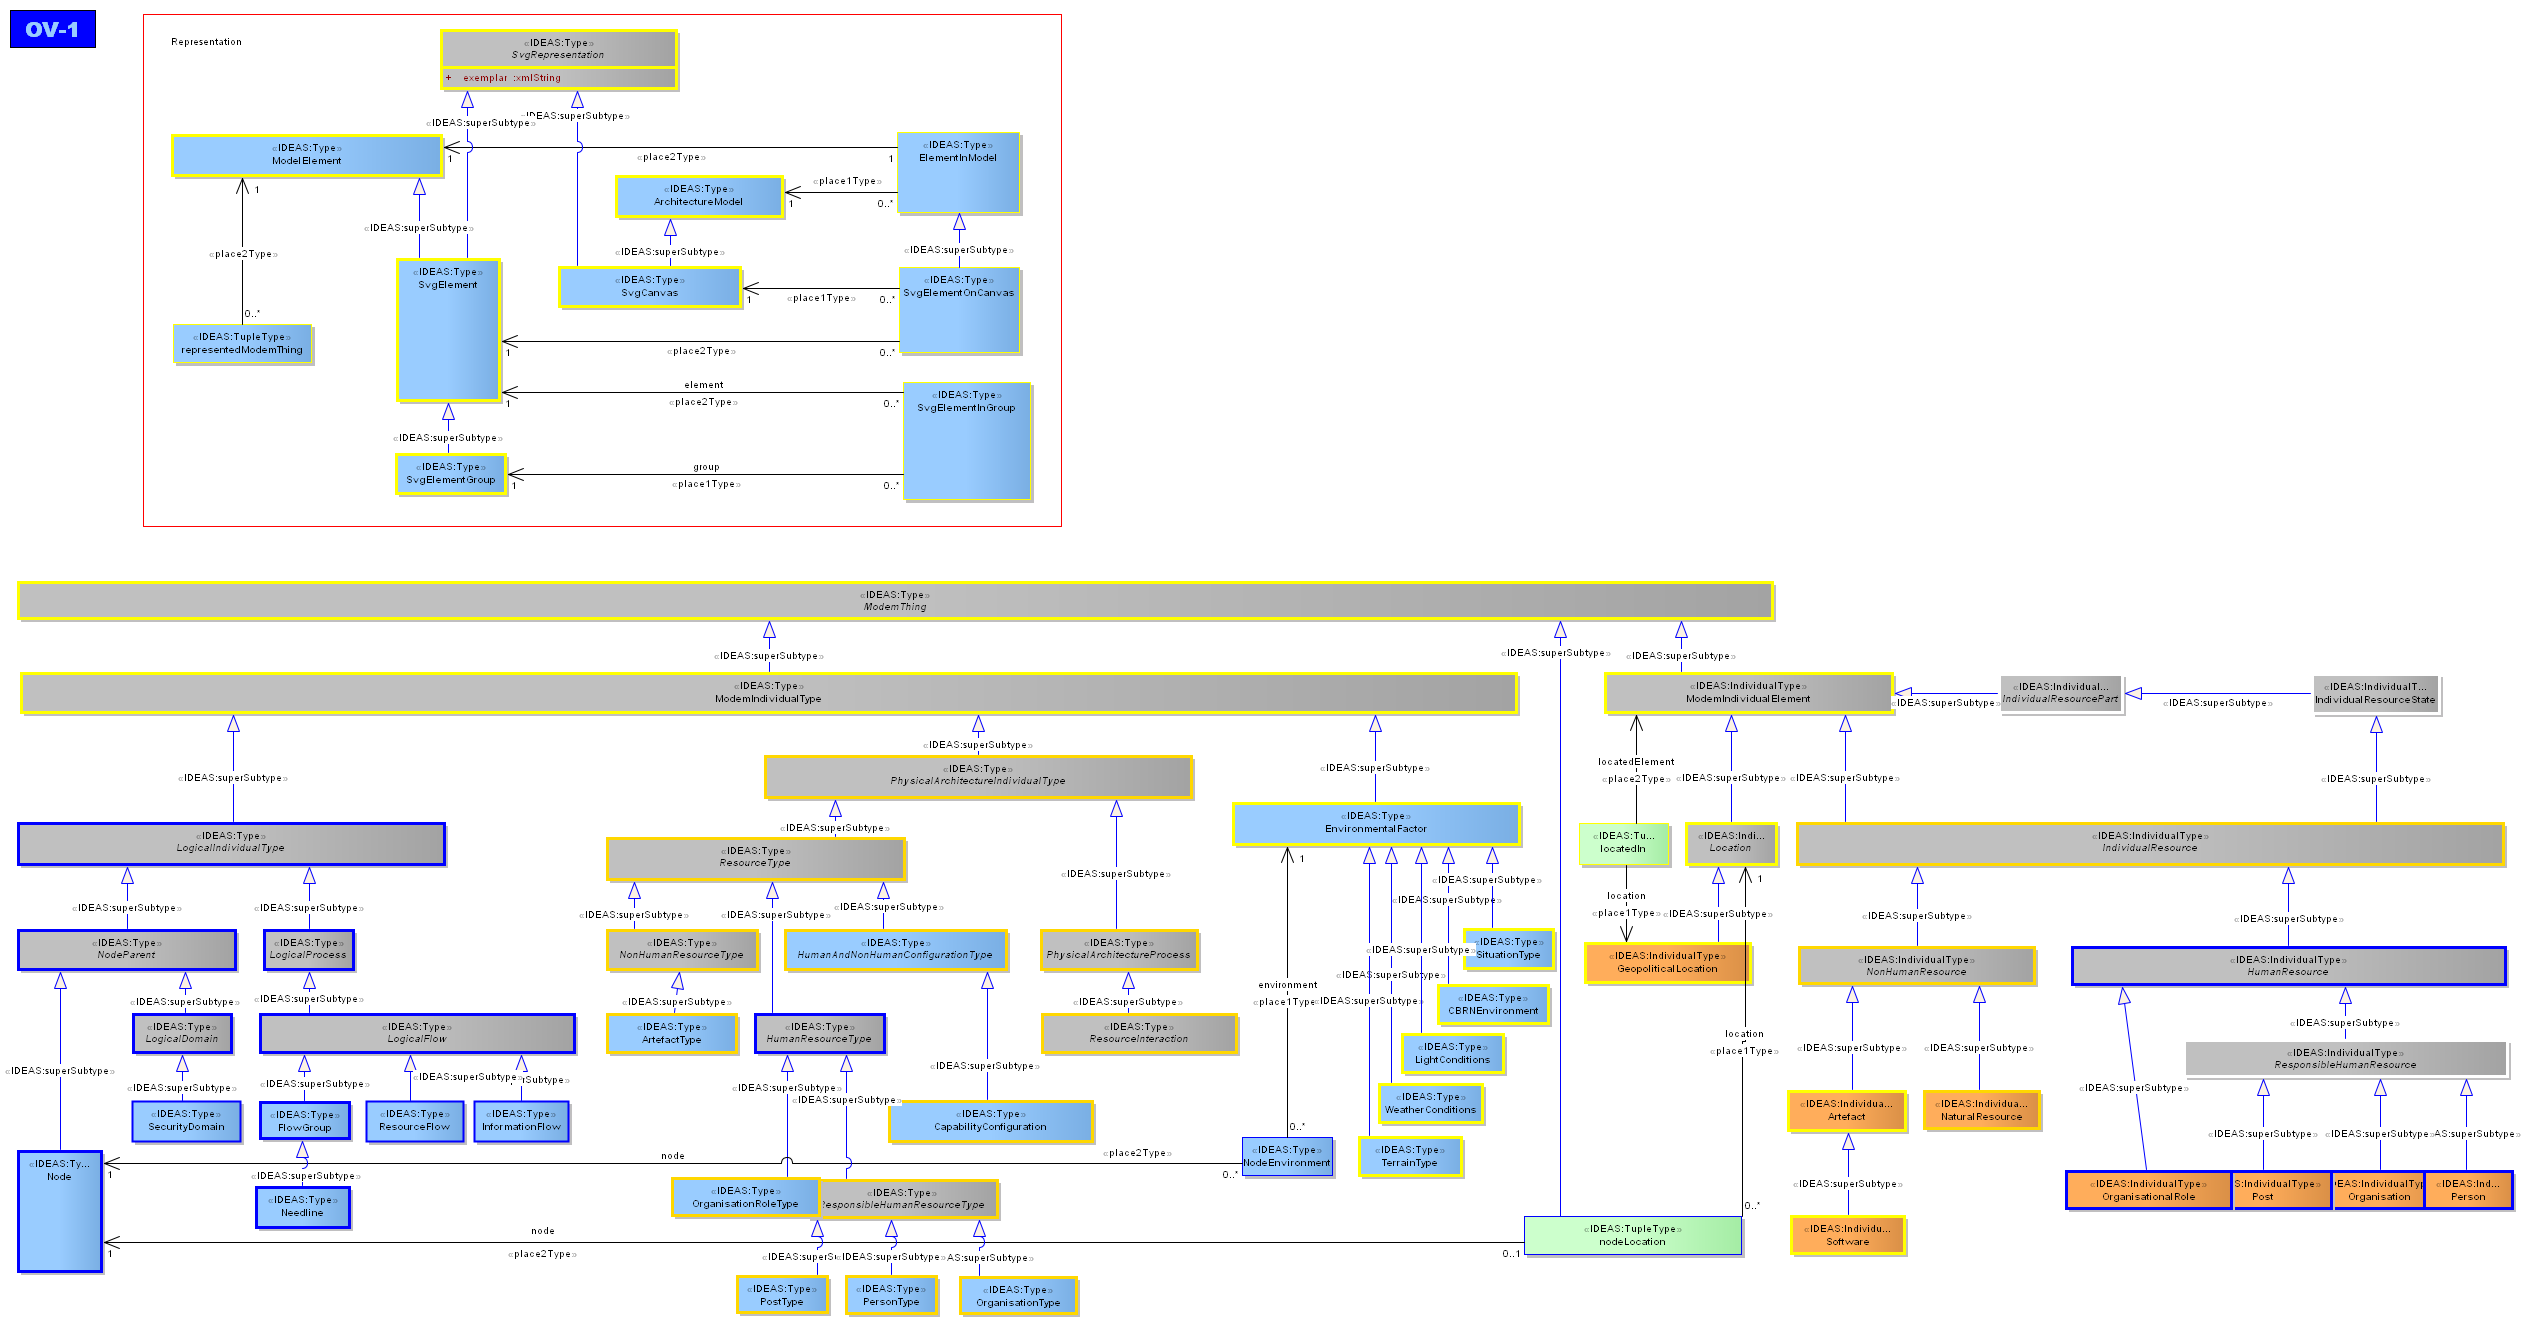 OV-1
Representation
«IDEAS:Type»
SvgRepresentation
+ exemplar :xmlString
«IDEAS:superSubtype»
«IDEAS:superSubtype»
«IDEAS:Type»
ModelElement
1
«place2Type»
1
«IDEAS:Type»
ElementInModel
«IDEAS:Type»
ArchitectureModel
«place1Type»
1
0..*
1
«IDEAS:superSubtype»
«place2Type»
«IDEAS:superSubtype»
«IDEAS:superSubtype»
«IDEAS:Type»
SvgElement
«IDEAS:Type»
SvgCanvas
1
«place1Type»
0..*
«IDEAS:Type»
SvgElementOnCanvas
0..*
«IDEAS:TupleType»
representedModemThing
1
«place2Type»
0..*
element
1
«place2Type»
0..*
«IDEAS:Type»
SvgElementInGroup
«IDEAS:superSubtype»
«IDEAS:Type»
SvgElementGroup
group
1
«place1Type»
0..*
«IDEAS:Type»
ModemThing
«IDEAS:superSubtype»
«IDEAS:superSubtype»
«IDEAS:superSubtype»
«IDEAS:Type»
ModemIndividualType
«IDEAS:IndividualType»
ModemIndividualElement
«IDEAS:superSubtype»
«IDEAS:Individual...
IndividualResourcePart
«IDEAS:superSubtype»
«IDEAS:IndividualT...
IndividualResourceState
«IDEAS:superSubtype»
«IDEAS:superSubtype»
«IDEAS:Type»
PhysicalArchitectureIndividualType
«IDEAS:superSubtype»
locatedElement
«place2Type»
«IDEAS:superSubtype»
«IDEAS:superSubtype»
«IDEAS:superSubtype»
«IDEAS:Type»
LogicalIndividualType
«IDEAS:superSubtype»
«IDEAS:Type»
ResourceType
«IDEAS:Type»
EnvironmentalFactor
«IDEAS:Tu...
locatedIn
«IDEAS:Indi...
Location
«IDEAS:IndividualType»
IndividualResource
«IDEAS:superSubtype»
«IDEAS:superSubtype»
«IDEAS:superSubtype»
«IDEAS:superSubtype»
«IDEAS:superSubtype»
«IDEAS:superSubtype»
1
«IDEAS:superSubtype»
«IDEAS:superSubtype»
location
«place1Type»
«IDEAS:superSubtype»
1
«IDEAS:superSubtype»
«IDEAS:superSubtype»
«IDEAS:Type»
NodeParent
«IDEAS:Type»
LogicalProcess
«IDEAS:Type»
NonHumanResourceType
«IDEAS:Type»
HumanAndNonHumanConfigurationType
«IDEAS:Type»
PhysicalArchitectureProcess
«IDEAS:superSubtype»
«IDEAS:Type»
SituationType
«IDEAS:IndividualType»
GeopoliticalLocation
«IDEAS:IndividualType»
NonHumanResource
«IDEAS:IndividualType»
HumanResource
«IDEAS:superSubtype»
«IDEAS:superSubtype»
«IDEAS:superSubtype»
«IDEAS:superSubtype»
environment
«place1Type»
«IDEAS:superSubtype»
«IDEAS:superSubtype»
«IDEAS:Type»
CBRNEnvironment
«IDEAS:Type»
LogicalDomain
«IDEAS:Type»
LogicalFlow
«IDEAS:Type»
ArtefactType
«IDEAS:Type»
HumanResourceType
«IDEAS:Type»
ResourceInteraction
«IDEAS:Type»
LightConditions
location
«place1Type»
«IDEAS:superSubtype»
«IDEAS:superSubtype»
«IDEAS:superSubtype»
«IDEAS:IndividualType»
ResponsibleHumanResource
«IDEAS:superSubtype»
«IDEAS:superSubtype»
«IDEAS:superSubtype»
«IDEAS:superSubtype»
«IDEAS:superSubtype»
«IDEAS:superSubtype»
«IDEAS:superSubtype»
«IDEAS:superSubtype»
«IDEAS:Type»
SecurityDomain
«IDEAS:Type»
FlowGroup
«IDEAS:Type»
ResourceFlow
«IDEAS:Type»
InformationFlow
«IDEAS:Type»
CapabilityConfiguration
«IDEAS:Type»
WeatherConditions
«IDEAS:Individua...
Artefact
«IDEAS:Individua...
NaturalResource
«IDEAS:superSubtype»
0..*
«IDEAS:superSubtype»
«IDEAS:superSubtype»
AS:superSubtype»
«IDEAS:Ty...
Node
1
node
«place2Type»
0..*
«IDEAS:Type»
NodeEnvironment
«IDEAS:Type»
TerrainType
«IDEAS:superSubtype»
«IDEAS:superSubtype»
«IDEAS:Type»
Needline
«IDEAS:Type»
OrganisationRoleType
«IDEAS:Type»
ResponsibleHumanResourceType
0..*
«IDEAS:IndividualType»
OrganisationalRole
S:IndividualType»
Post
IDEAS:IndividualTyp
Organisation
«IDEAS:Ind...
Person
1
node
«place2Type»
0..1
«IDEAS:TupleType»
nodeLocation
«IDEAS:Individu...
Software
«IDEAS:superS
«IDEAS:superSubtype»
AS:superSubtype»
«IDEAS:Type»
PostType
«IDEAS:Type»
PersonType
«IDEAS:Type»
OrganisationType